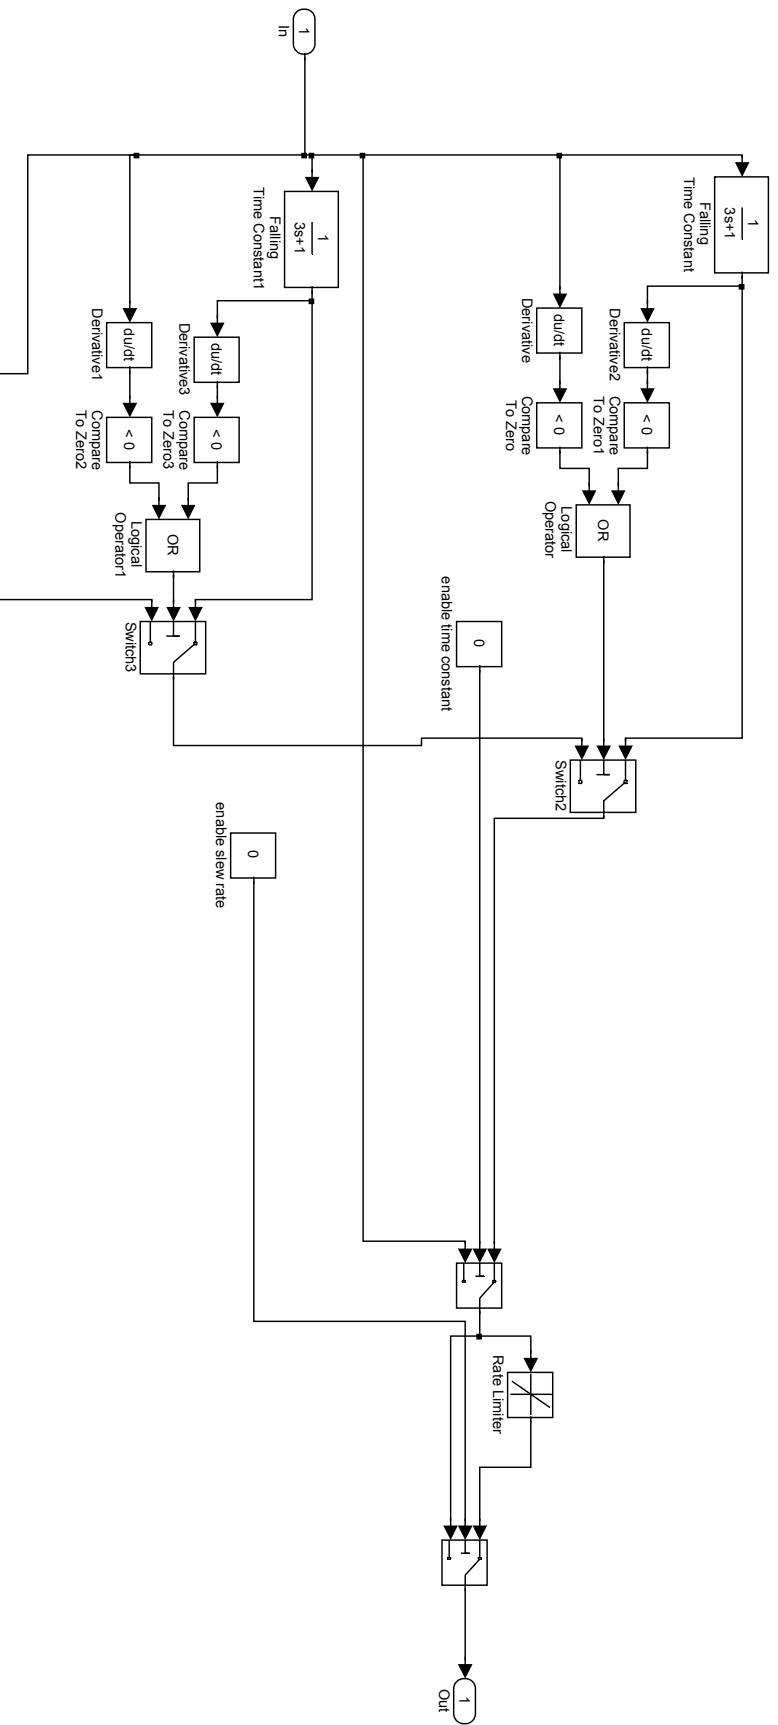 1
In
1
3s+1
Falling
Time Constant
du/dt
Derivative2
< 0
Compare
To Zero1
du/dt
Derivative
< 0
Compare
To Zero
OR
Logical
Operator
Switch2
1
3s+1
Falling
Time Constant1
du/dt
Derivative3
< 0
Compare
To Zero3
du/dt
Derivative1
< 0
Compare
To Zero2
OR
Logical
Operator1
Switch3
0
enable time constant
0
enable slew rate
Rate Limiter
1
Out